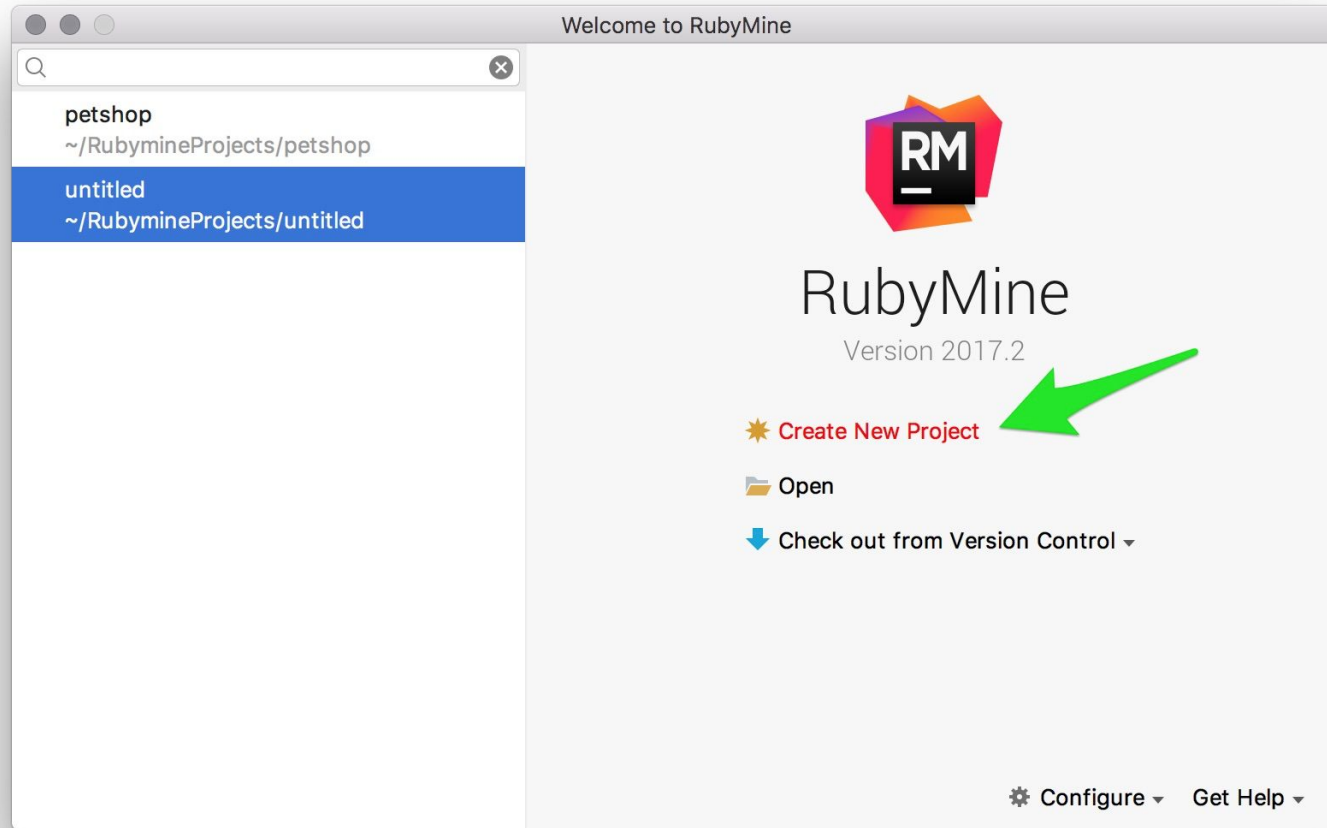 Welcome to RubyMine
petshop
~/RubymineProjects/petshop
untitled
~/RubymineProjects/untitled
RM
RubyMine
Version 2017.2
Create New Project
Open
Check out from Version Control
Configure
Get Help